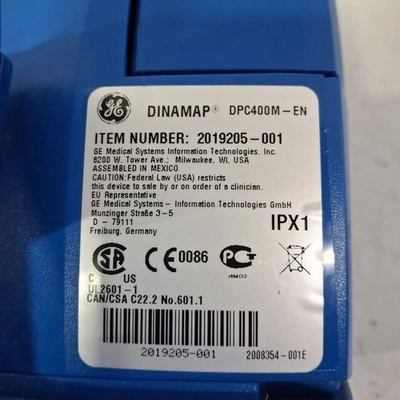 GE DINAMAP® DPC400M-EN
ITEM NUMBER: 2019205-001
GE Medical Systems Information Technologies, Inc.
8200 W. Tower Ave.; Milwaukee, WI, USA
ASSEMBLED IN MEXICO
CAUTION: Federal Law (USA) restricts
this device to sale by or on order of a clinician.
EU Representative
GE Medical Systems - Information Technologies GmbH
Munzinger Straße 3-5
D - 79111
Freiburg, Germany
IPX1
SA
CE 0086
C US
UL2601-1
CAN/CSA C22.2 No.601.1
2019205-001
2008354-001E